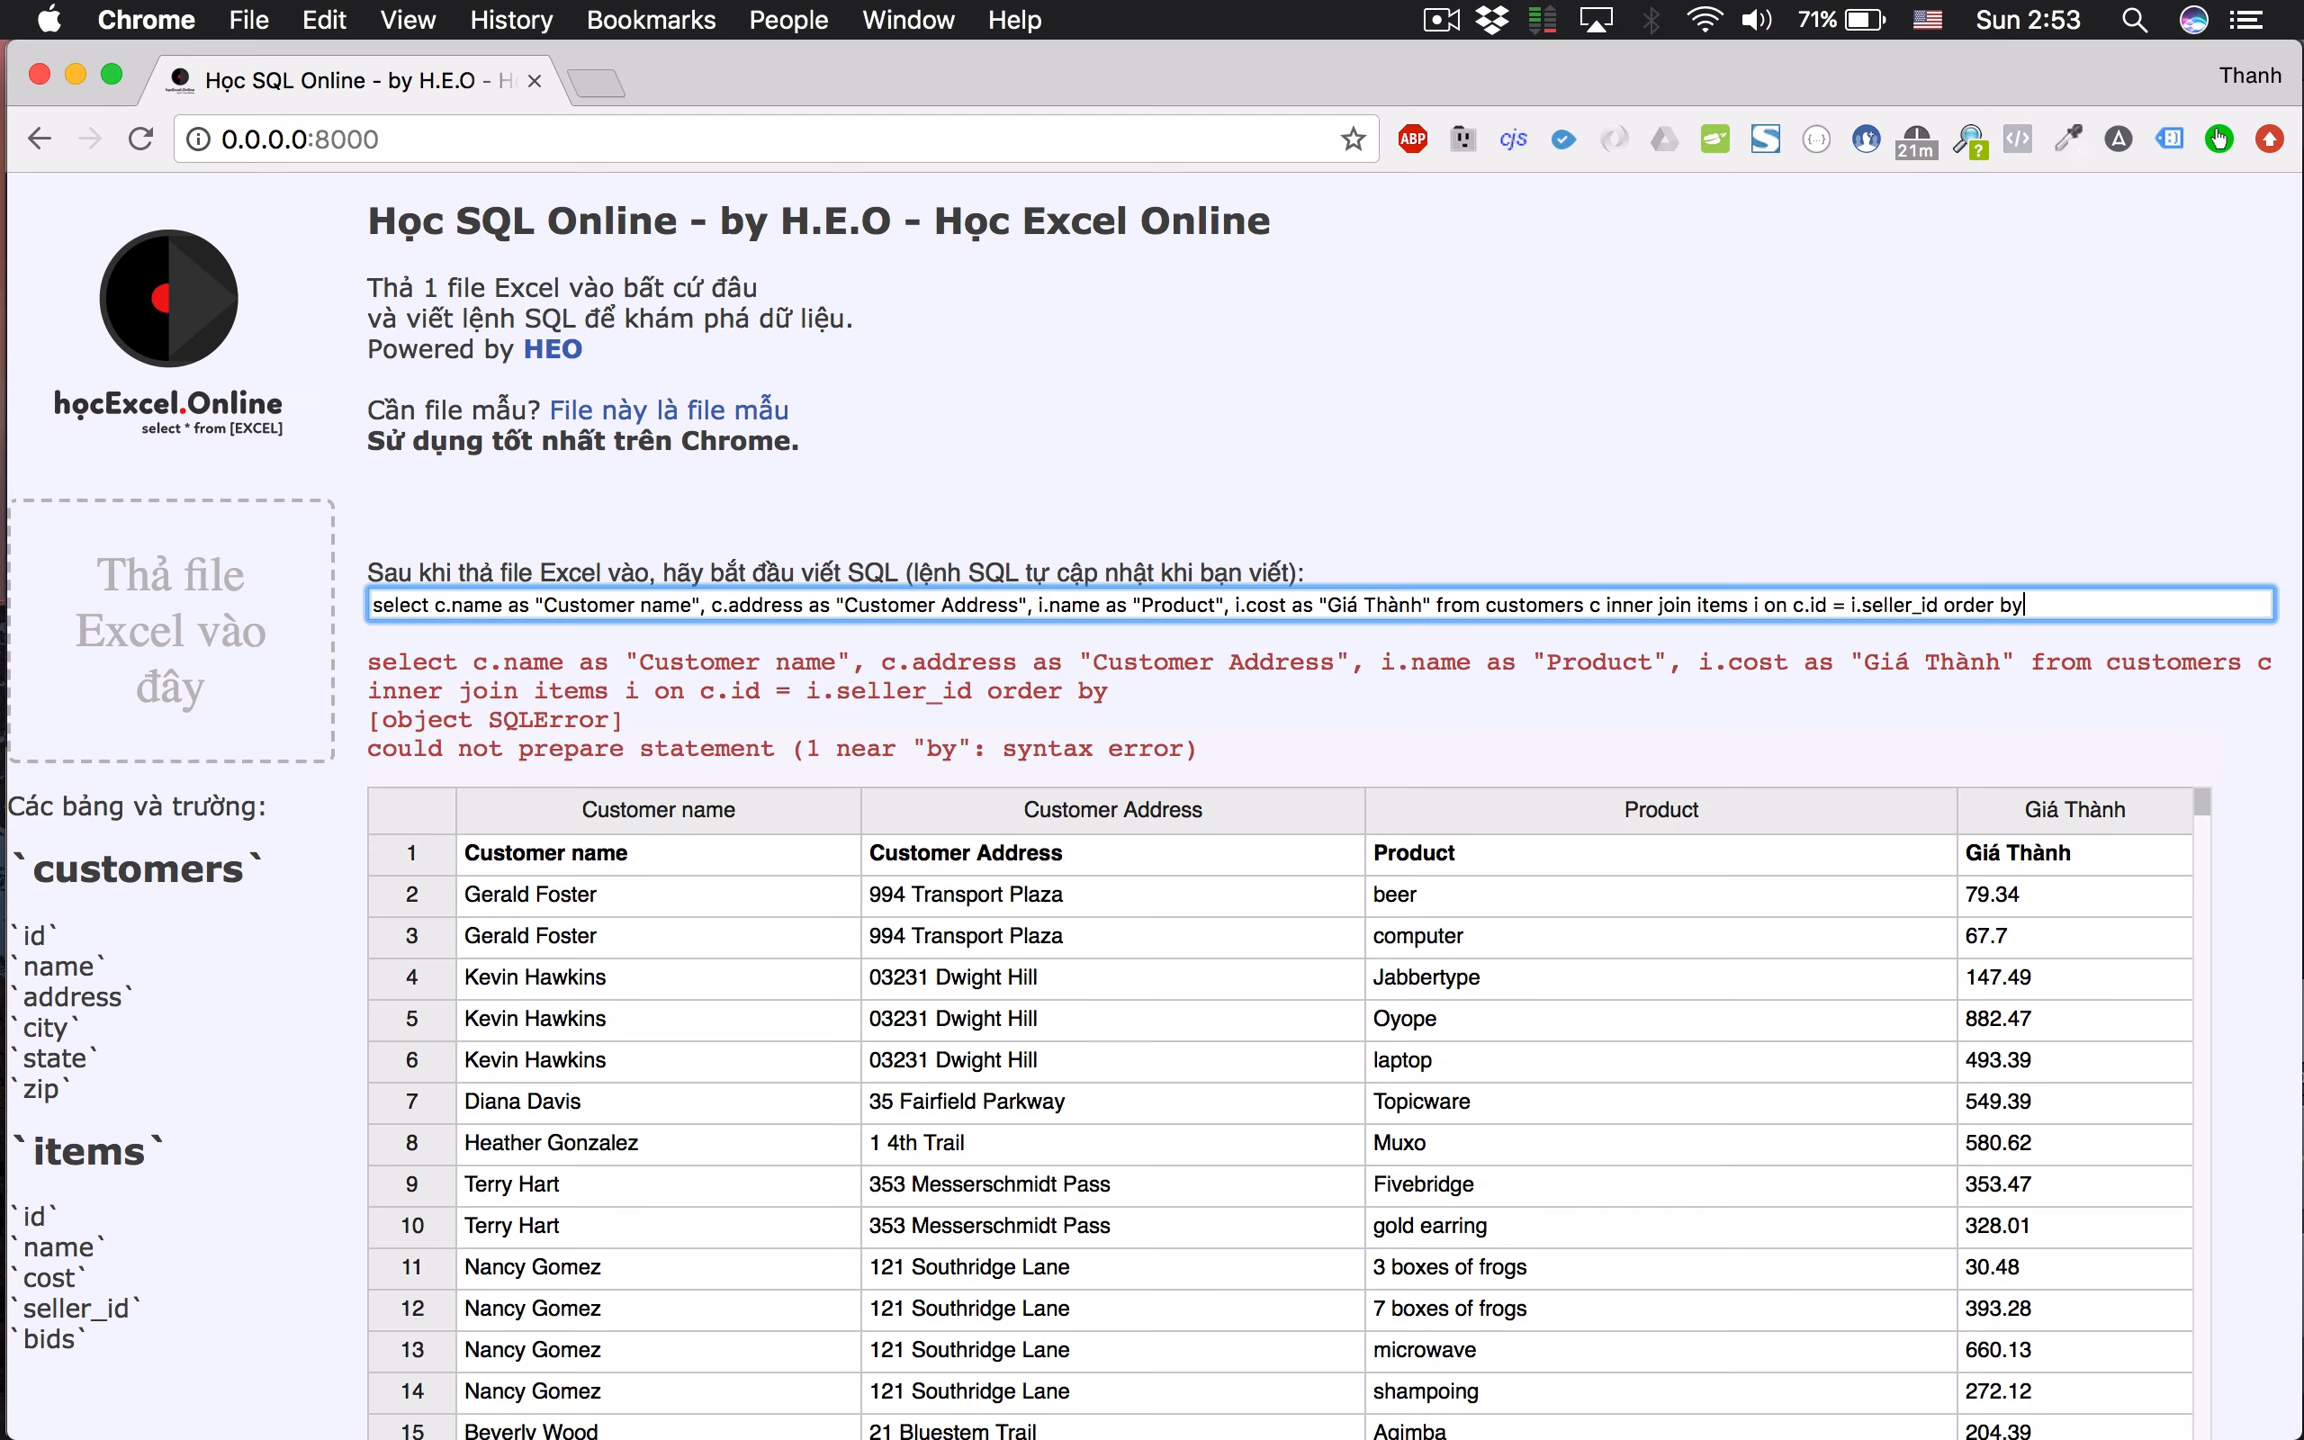 Chrome File Edit View History Bookmarks People Window Help 71% Sun 2:53
Học SQL Online - by H.E.O - H
Thanh
0.0.0.0:8000
ABP
cjs
21m
Học SQL Online - by H.E.O - Học Excel Online
Thả 1 file Excel vào bất cứ đâu
và viết lệnh SQL để khám phá dữ liệu.
Powered by HEO
họcExcel.Online
select * from [EXCEL]
Cần file mẫu? File này là file mẫu
Sử dụng tốt nhất trên Chrome.
Thả file
Excel vào
đây
Sau khi thả file Excel vào, hãy bắt đầu viết SQL (lệnh SQL tự cập nhật khi bạn viết):
select c.name as "Customer name", c.address as "Customer Address", i.name as "Product", i.cost as "Giá Thành" from customers c inner join items i on c.id = i.seller_id order by
select c.name as "Customer name", c.address as "Customer Address", i.name as "Product", i.cost as "Giá Thành" from customers c
inner join items i on c.id = i.seller_id order by
[object SQLError]
could not prepare statement (1 near "by": syntax error)
Các bảng và trường:
`customers`
`id`
`name`
`address`
`city`
`state`
`zip`
`items`
`id`
`name`
`cost`
`seller_id`
`bids`
Customer name Customer Address Product Giá Thành
1 Customer name Customer Address Product Giá Thành
2 Gerald Foster 994 Transport Plaza beer 79.34
3 Gerald Foster 994 Transport Plaza computer 67.7
4 Kevin Hawkins 03231 Dwight Hill Jabbertype 147.49
5 Kevin Hawkins 03231 Dwight Hill Oyope 882.47
6 Kevin Hawkins 03231 Dwight Hill laptop 493.39
7 Diana Davis 35 Fairfield Parkway Topicware 549.39
8 Heather Gonzalez 1 4th Trail Muxo 580.62
9 Terry Hart 353 Messerschmidt Pass Fivebridge 353.47
10 Terry Hart 353 Messerschmidt Pass gold earring 328.01
11 Nancy Gomez 121 Southridge Lane 3 boxes of frogs 30.48
12 Nancy Gomez 121 Southridge Lane 7 boxes of frogs 393.28
13 Nancy Gomez 121 Southridge Lane microwave 660.13
14 Nancy Gomez 121 Southridge Lane shampoing 272.12
15 Beverly Wood 21 Bluestem Trail Agimba 204.39